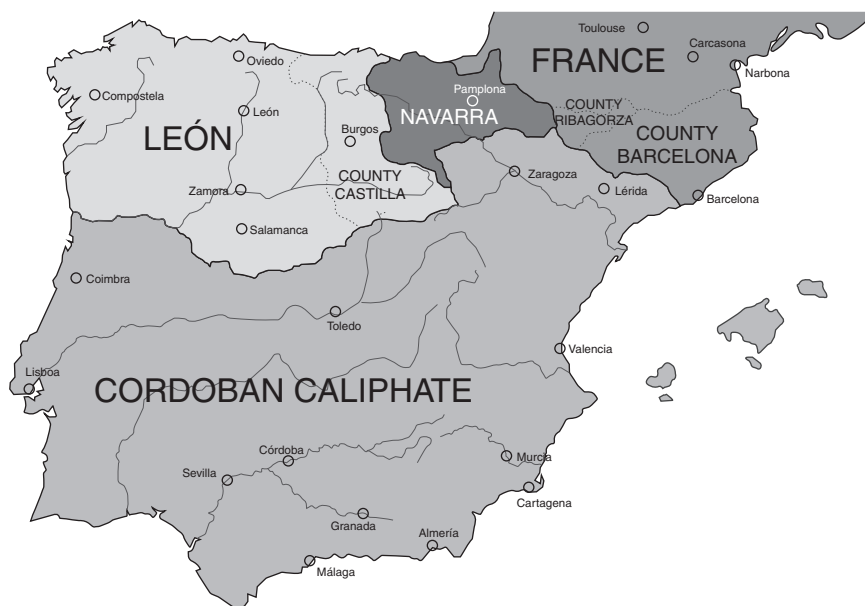 Toulouse
Carcasona
FRANCE
Narbona
Oviedo
Compostela
Pamplona
León
NAVARRA
COUNTY
RIBAGORZA
LEÓN
Burgos
COUNTY
BARCELONA
COUNTY
CASTILLA
Zaragoza
Zamora
Lérida
Barcelona
Salamanca
Coimbra
Toledo
Valencia
Lisboa
CORDOBAN CALIPHATE
Córdoba
Murcia
Sevilla
Cartagena
Granada
Almería
Málaga